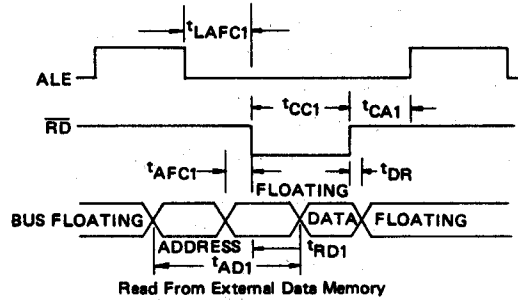 tLAFC1
ALE
tCC1 tCA1
RD
tAFC1 tDR
FLOATING
BUS FLOATING DATA FLOATING
ADDRESS tRD1
tAD1
Read From External Data Memory